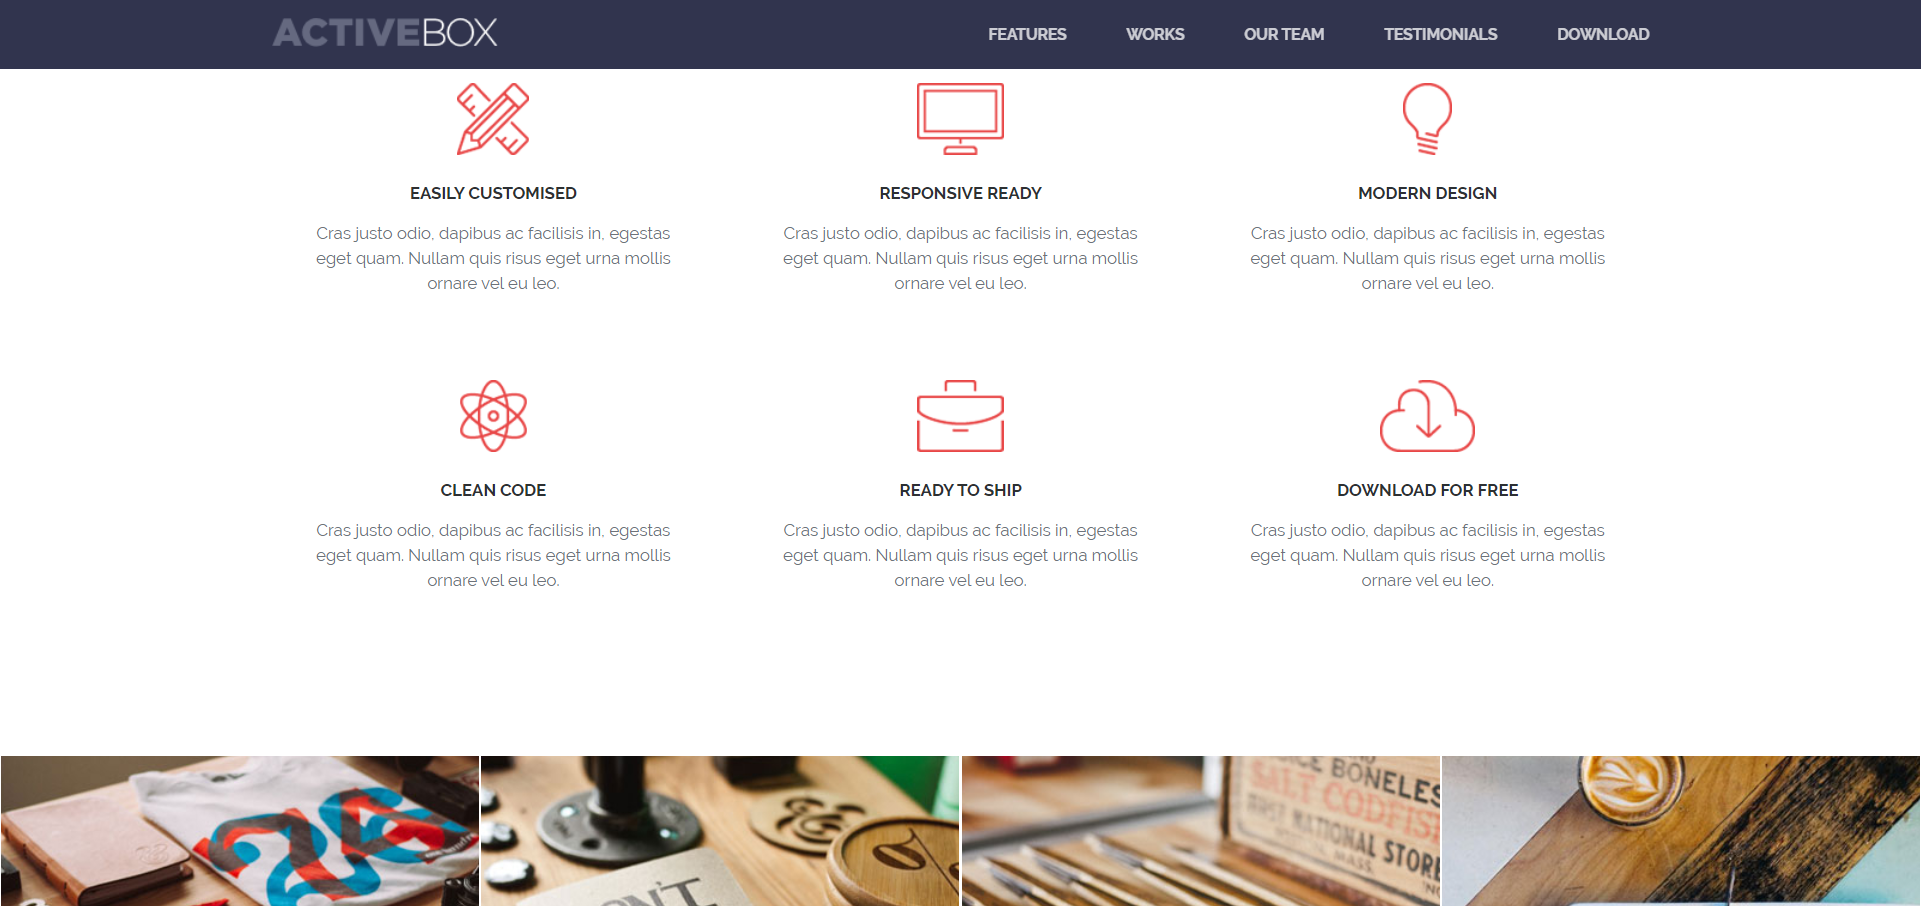 ACTIVEBOX
FEATURES WORKS OUR TEAM TESTIMONIALS DOWNLOAD
EASILY CUSTOMISED
Cras justo odio, dapibus ac facilisis in, egestas
eget quam. Nullam quis risus eget urna mollis
ornare vel eu leo.
RESPONSIVE READY
Cras justo odio, dapibus ac facilisis in, egestas
eget quam. Nullam quis risus eget urna mollis
ornare vel eu leo.
MODERN DESIGN
Cras justo odio, dapibus ac facilisis in, egestas
eget quam. Nullam quis risus eget urna mollis
ornare vel eu leo.
CLEAN CODE
Cras justo odio, dapibus ac facilisis in, egestas
eget quam. Nullam quis risus eget urna mollis
ornare vel eu leo.
READY TO SHIP
Cras justo odio, dapibus ac facilisis in, egestas
eget quam. Nullam quis risus eget urna mollis
ornare vel eu leo.
DOWNLOAD FOR FREE
Cras justo odio, dapibus ac facilisis in, egestas
eget quam. Nullam quis risus eget urna mollis
ornare vel eu leo.
BONELES
SALT CODFIS
NATIONAL STORE
MASS.